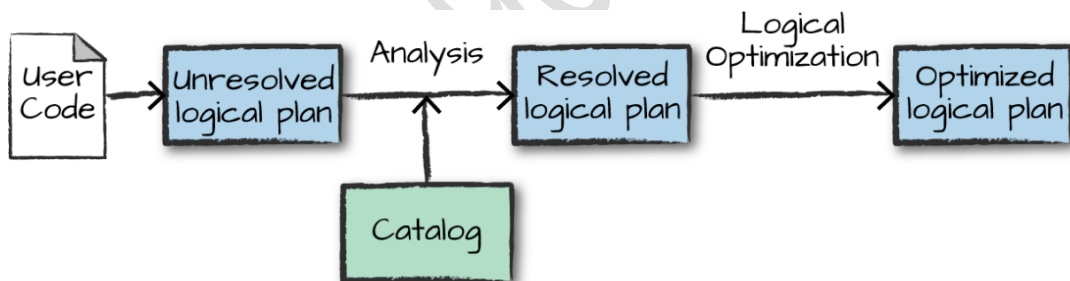 User
Code
Unresolved
logical plan
Analysis
Catalog
Resolved
logical plan
Logical
Optimization
Optimized
logical plan